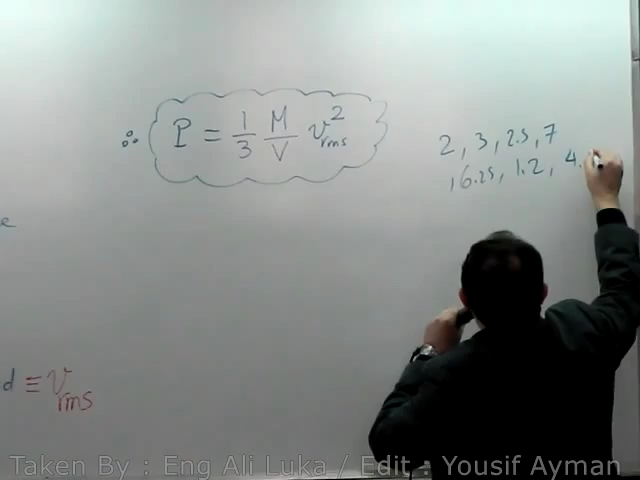 ∴ P = 1/3 M/V v²rms
2, 3, 2.5, 7
, 6.25, 1.2, 4.
e
d ≡ vrms
Taken By : Eng Ali Luka / Edit : Yousif Ayman